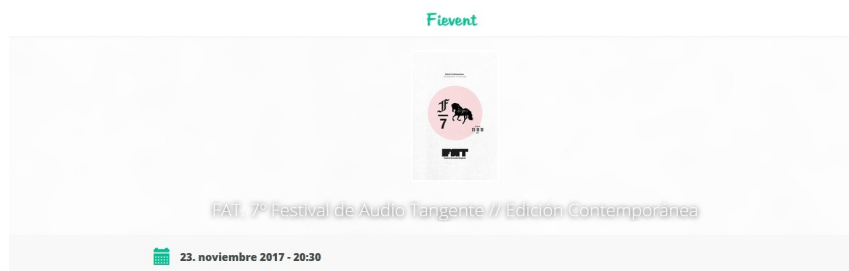 Fievent
F
7
FAT
FAT. 7º Festival de Audio Tangente // Edición Contemporánea
23. noviembre 2017 - 20:30